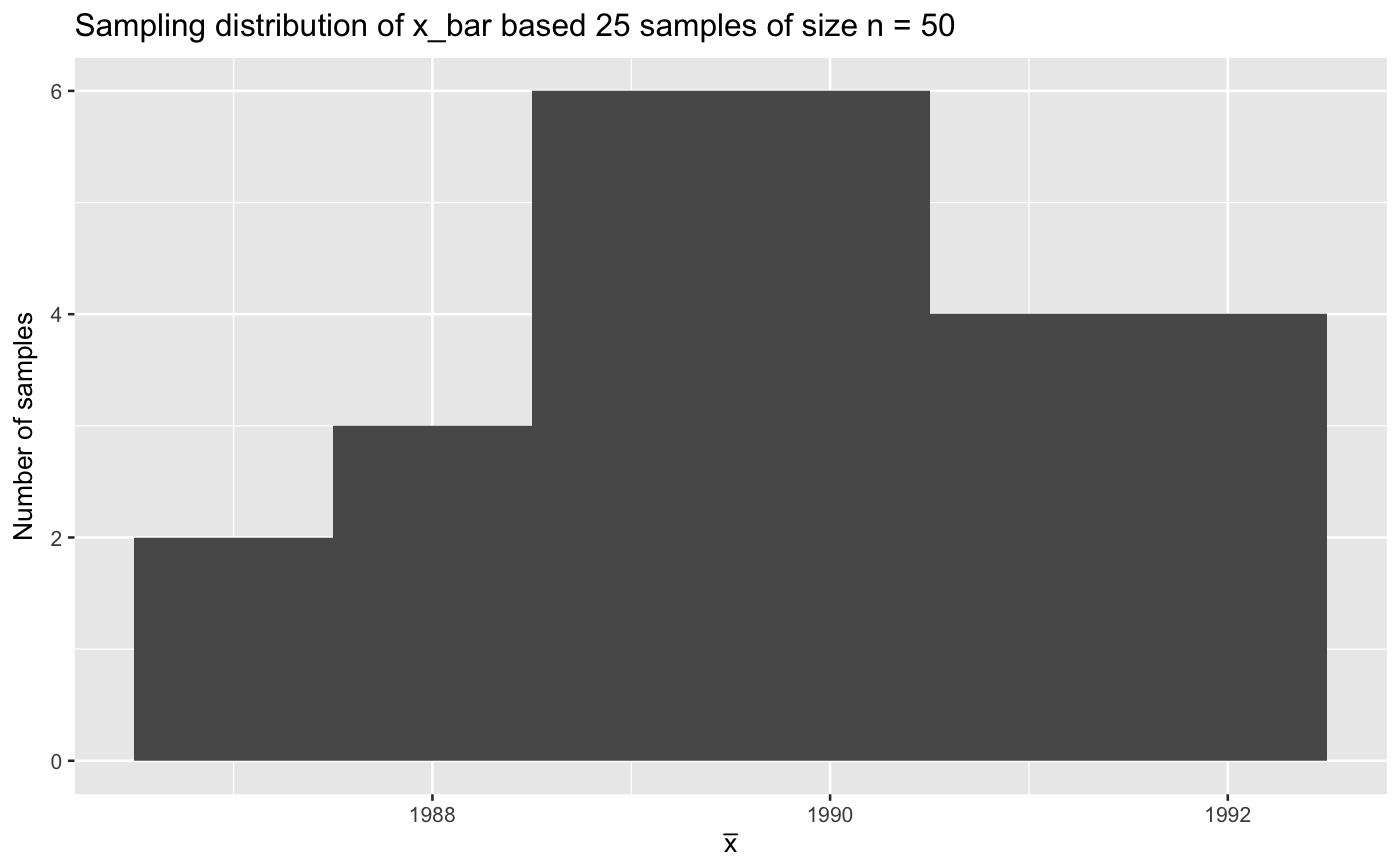 Sampling distribution of x_bar based 25 samples of size n = 50
6
4
2
0
Number of samples
1988 1990 1992
x̅